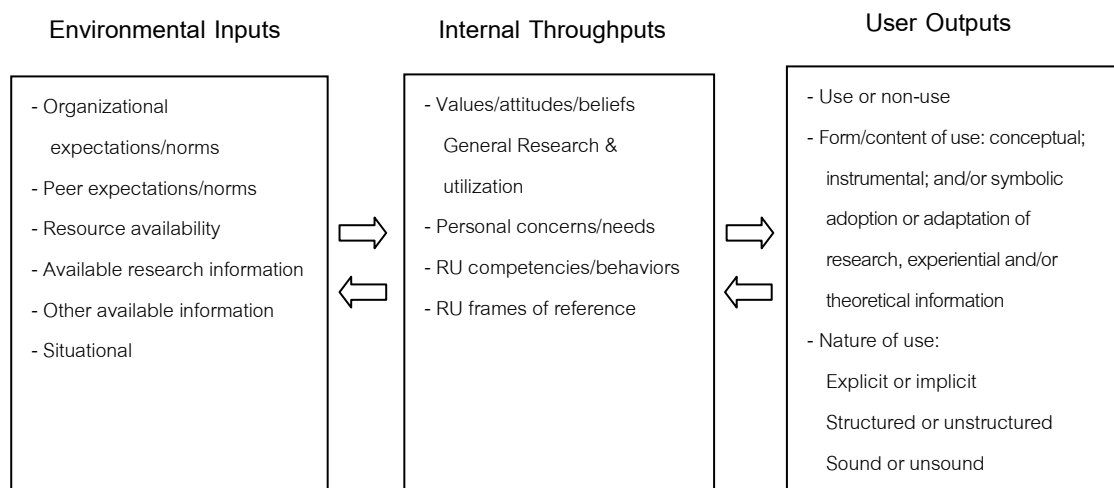 Environmental Inputs
- Organizational
expectations/norms
- Peer expectations/norms
- Resource availability
- Available research information
- Other available information
- Situational
Internal Throughputs
- Values/attitudes/beliefs
General Research &
utilization
- Personal concerns/needs
- RU competencies/behaviors
- RU frames of reference
User Outputs
- Use or non-use
- Form/content of use: conceptual;
instrumental; and/or symbolic
adoption or adaptation of
research, experiential and/or
theoretical information
- Nature of use:
Explicit or implicit
Structured or unstructured
Sound or unsound